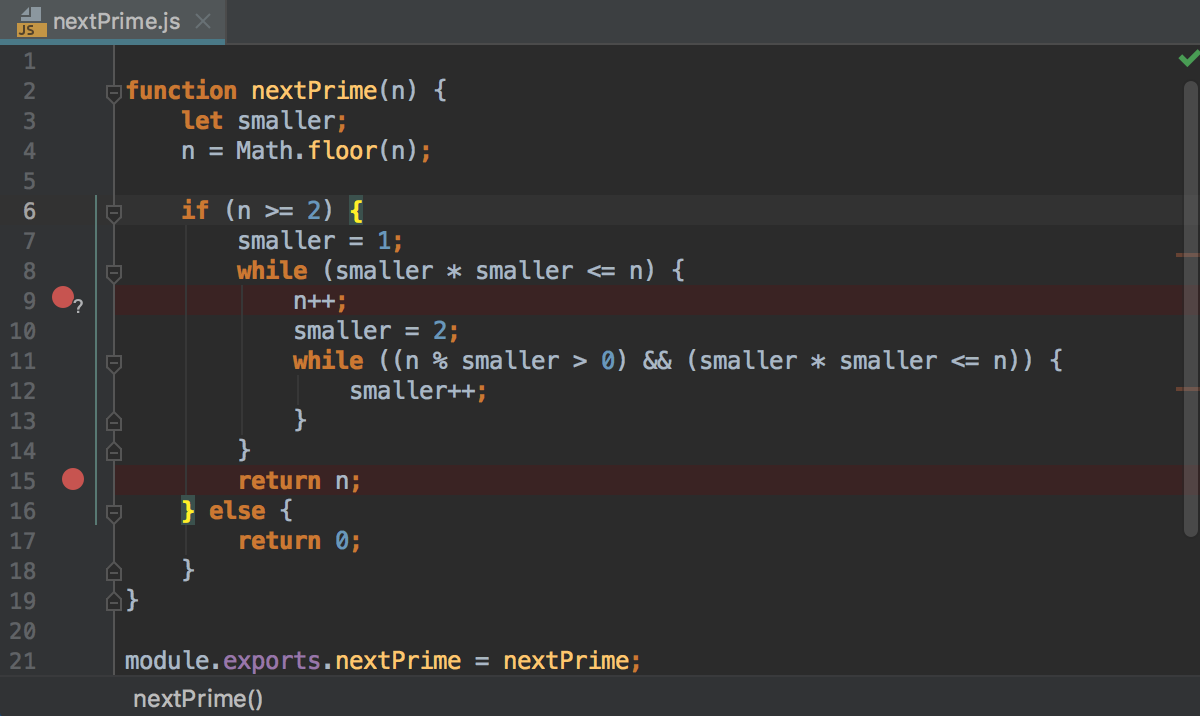 JS nextPrime.js
1
2 function nextPrime(n) {
3 let smaller;
4 n = Math.floor(n);
5
6 if (n >= 2) {
7 smaller = 1;
8 while (smaller * smaller <= n) {
9 ? n++;
10 smaller = 2;
11 while ((n % smaller > 0) && (smaller * smaller <= n)) {
12 smaller++;
13 }
14 }
15 return n;
16 } else {
17 return 0;
18 }
19 }
20
21 module.exports.nextPrime = nextPrime;
nextPrime()